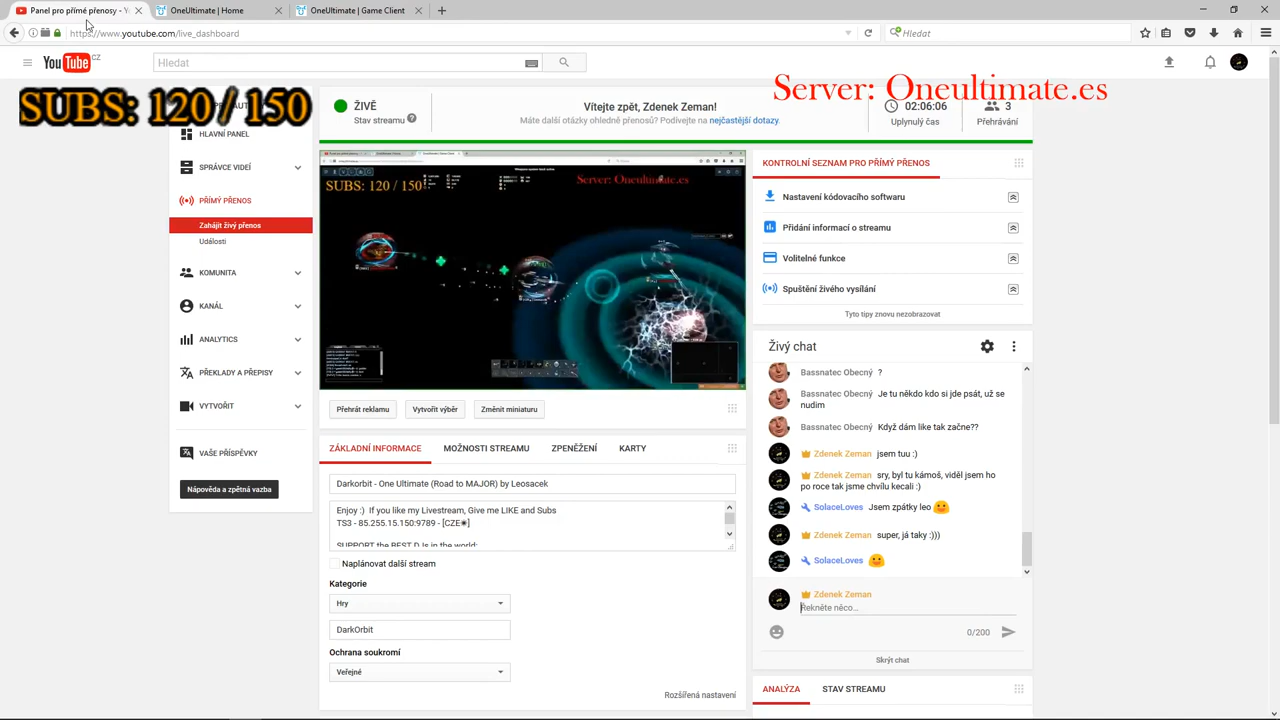 Panel pro přímé přenosy - Y
OneUltimate | Home
OneUltimate | Game Client
https://www.youtube.com/live_dashboard
Hledat
YouTube CZ
Hledat
SUBS: 120 / 150
Server: Oneultimate.es
HLAVNÍ PANEL
SPRÁVCE VIDEÍ
PŘÍMÝ PŘENOS
Zahájit živý přenos
Události
KOMUNITA
KANÁL
ANALYTICS
PŘEKLADY A PŘEPISY
VYTVOŘIT
VAŠE PŘÍSPĚVKY
Nápověda a zpětná vazba
ŽIVĚ
Stav streamu
Vítejte zpět, Zdenek Zeman!
Máte další otázky ohledně přenosů? Podívejte na nejčastější dotazy.
02:06:06
Uplynulý čas
3
Přehrávání
SUBS: 120 / 150
Server: Oneultimate.es
Přehrát reklamu
Vytvořit výběr
Změnit miniaturu
ZÁKLADNÍ INFORMACE
MOŽNOSTI STREAMU
ZPENĚŽENÍ
KARTY
Darkorbit - One Ultimate (Road to MAJOR) by Leosacek
Enjoy :) If you like my Livestream, Give me LIKE and Subs
TS3 - 85.255.15.150:9789 - [CZE✷]
SUPPORT the BEST DJs in the world:
Naplánovat další stream
Kategorie
Hry
DarkOrbit
Ochrana soukromí
Veřejné
Rozšířená nastavení
KONTROLNÍ SEZNAM PRO PŘÍMÝ PŘENOS
Nastavení kódovacího softwaru
Přidání informací o streamu
Volitelné funkce
Spuštění živého vysílání
Tyto tipy znovu nezobrazovat
Živý chat
Bassnatec Obecný ?
Bassnatec Obecný Je tu někdo kdo si jde psát, už se
nudim
Bassnatec Obecný Když dám like tak začne??
Zdenek Zeman jsem tuu :)
Zdenek Zeman sry, byl tu kámoš, viděl jsem ho
po roce tak jsme chvílu kecali :)
SolaceLoves Jsem zpátky leo
Zdenek Zeman super, já taky :)))
SolaceLoves
Zdenek Zeman
Řekněte něco...
0/200
Skrýt chat
ANALÝZA
STAV STREAMU